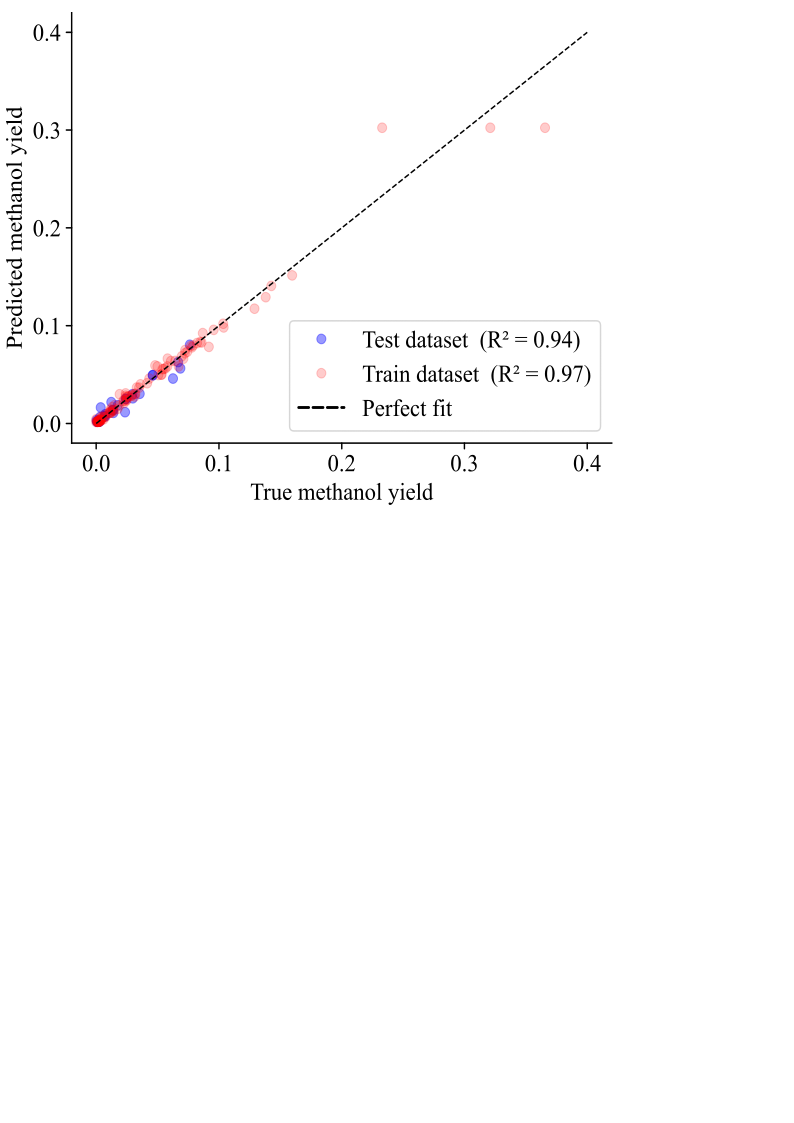 Predicted methanol yield
0.4
0.3
0.2
0.1
0.0
Test dataset (R² = 0.94)
Train dataset (R² = 0.97)
Perfect fit
0.0 0.1 0.2 0.3 0.4
True methanol yield